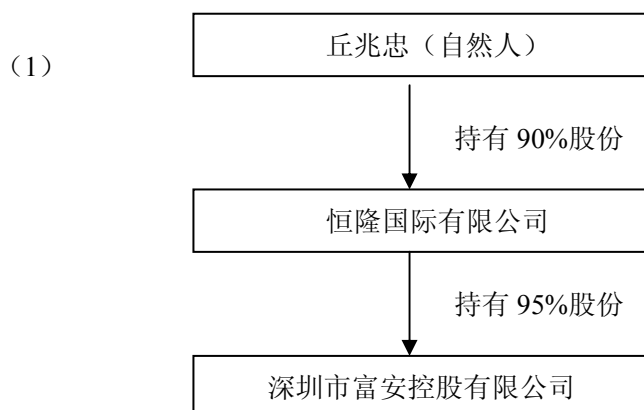 丘兆忠（自然人）
（1）
持有 90%股份
恒隆国际有限公司
持有 95%股份
深圳市富安控股有限公司